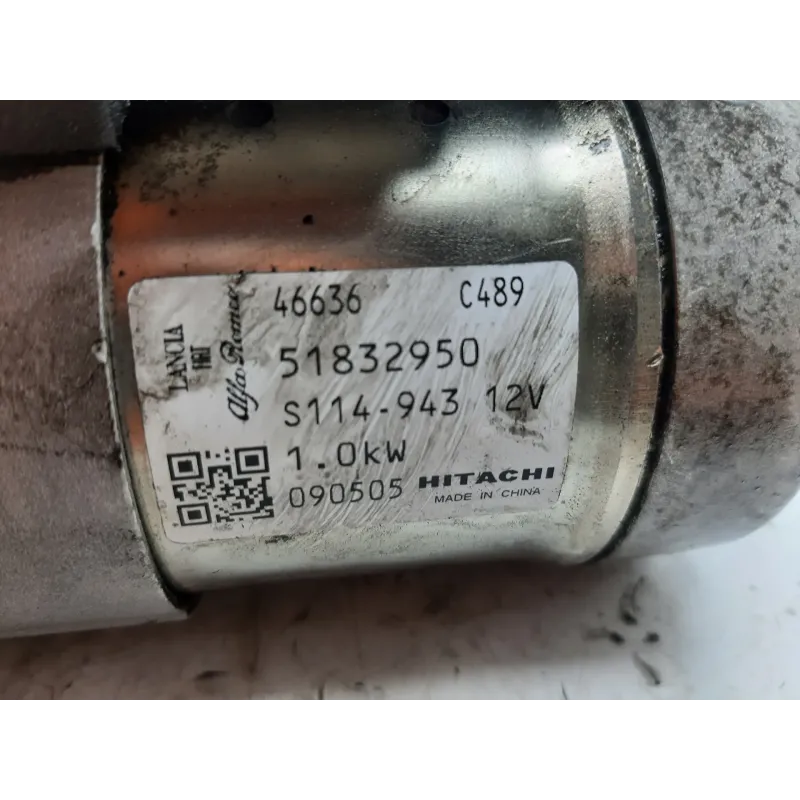 46636 C489
LANCIA
FIAT
Alfa Romeo
51832950
S114-943 12V
1.0kW
090505 HITACHI
MADE IN CHINA